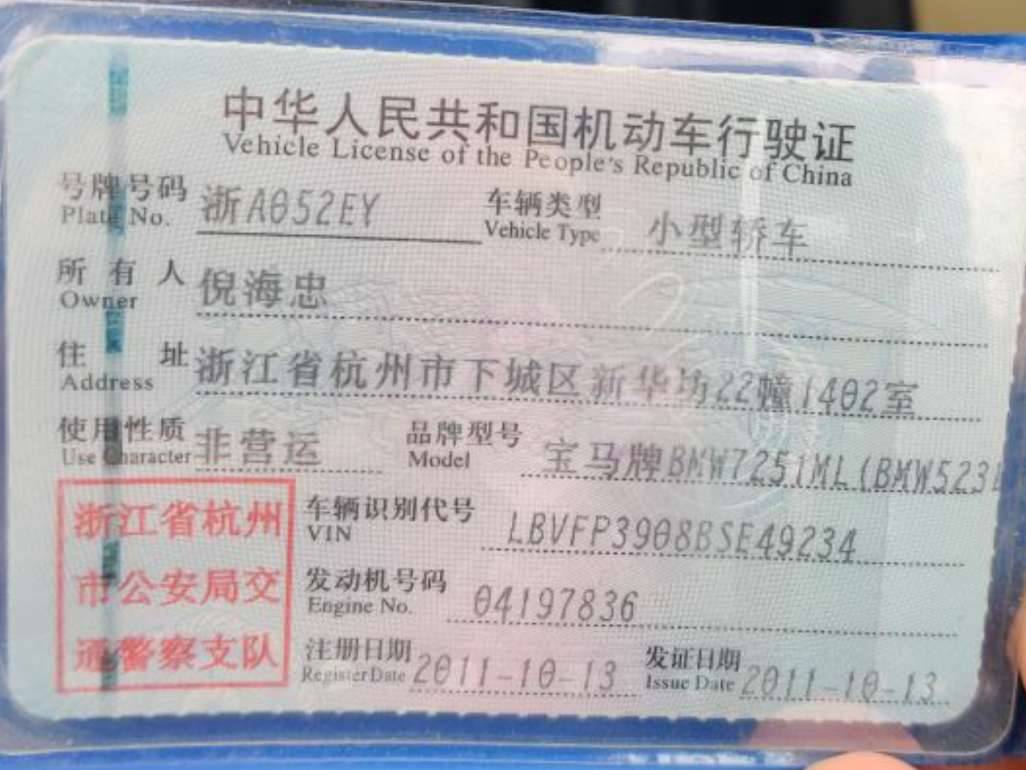 中华人民共和国机动车行驶证
Vehicle License of the People's Republic of China
号牌号码 浙A052EY 车辆类型 小型轿车
Plate No. Vehicle Type
所有人 倪海忠
Owner
住址 浙江省杭州市下城区新华坊22幢1402室
Address
使用性质 非营运 品牌型号 宝马牌BMW7251ML(BMW523L
Use Character Model
浙江省杭州
市公安局交
通警察支队
车辆识别代号 LBVFP3908BSE49234
VIN
发动机号码 04197836
Engine No.
注册日期 2011-10-13 发证日期 2011-10-13
Register Date Issue Date